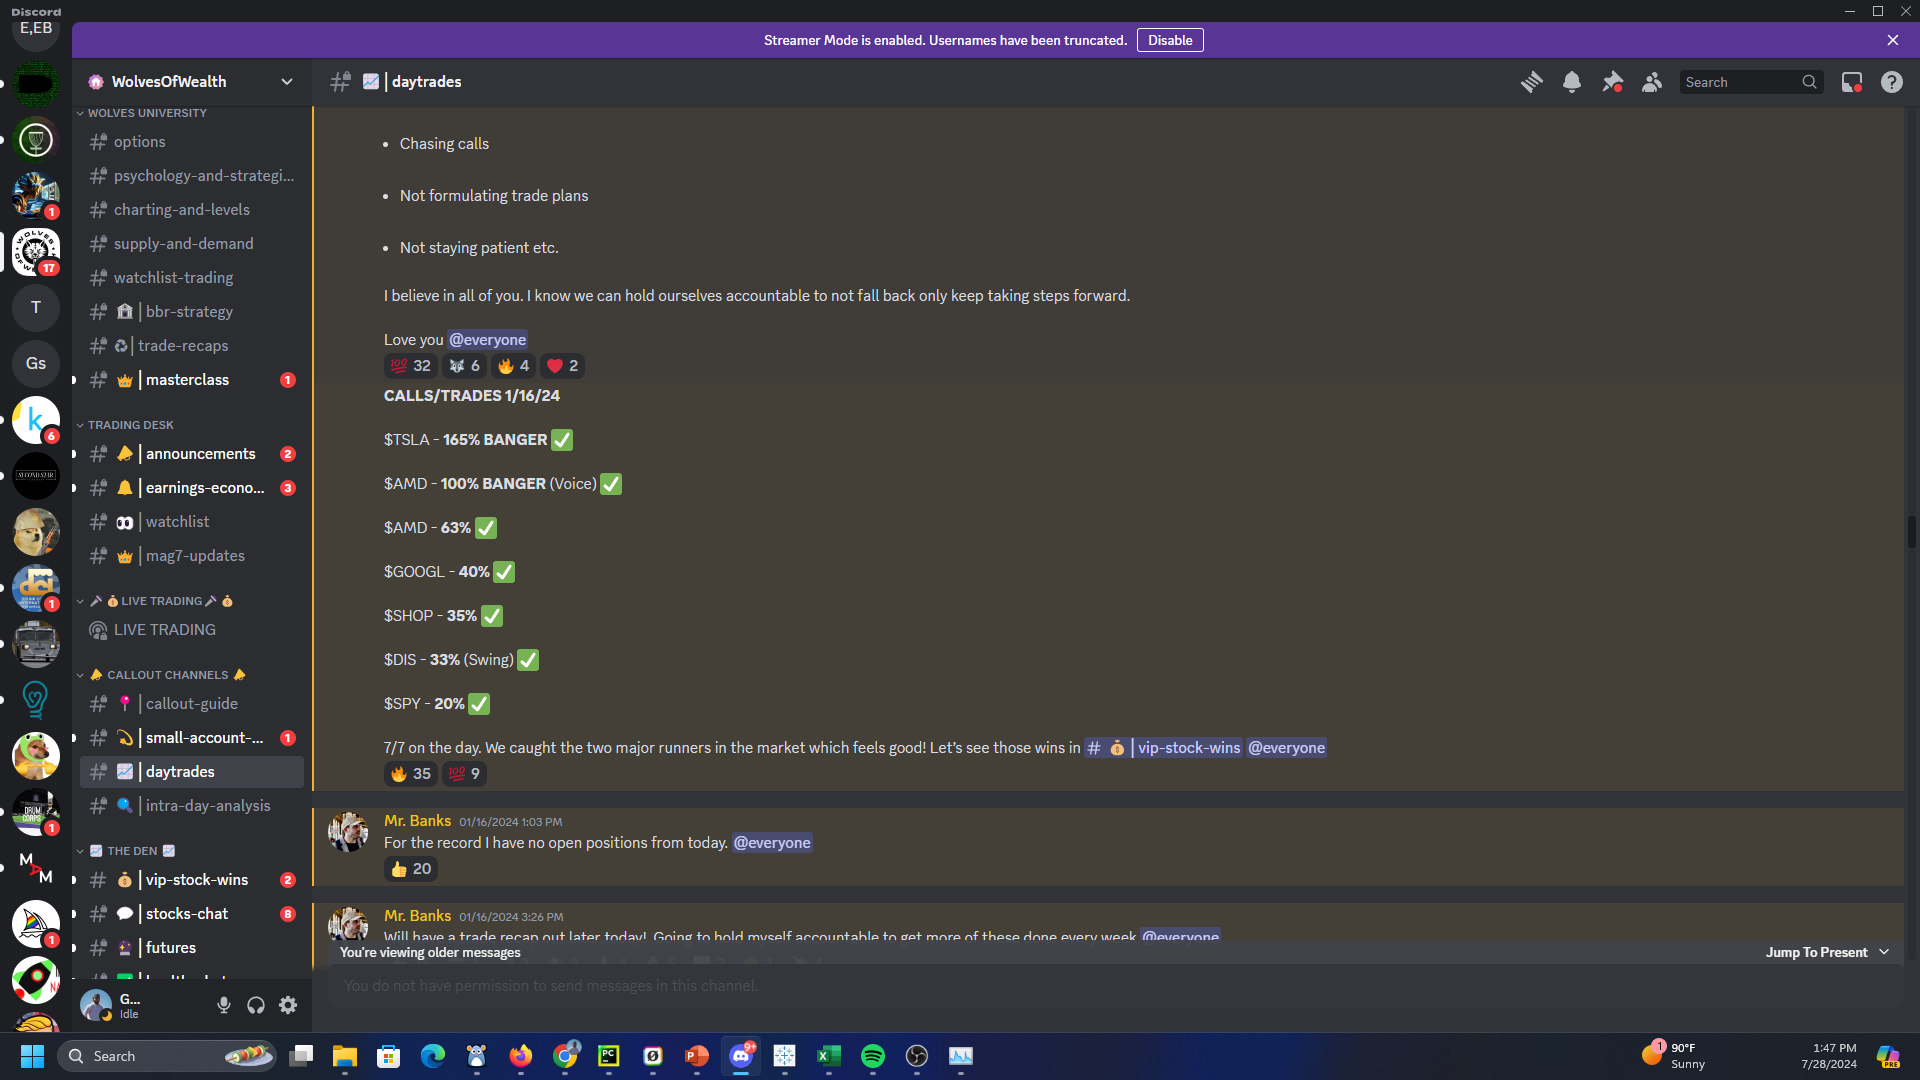 Discord
E,EB
Streamer Mode is enabled. Usernames have been truncated.
Disable
WolvesOfWealth
| daytrades
Search
WOLVES UNIVERSITY
options
psychology-and-strategi...
charting-and-levels
supply-and-demand
watchlist-trading
| bbr-strategy
| trade-recaps
| masterclass
1
TRADING DESK
| announcements
2
| earnings-econo...
3
| watchlist
| mag7-updates
LIVE TRADING
LIVE TRADING
CALLOUT CHANNELS
| callout-guide
| small-account-...
1
| daytrades
| intra-day-analysis
THE DEN
| vip-stock-wins
2
| stocks-chat
8
| futures
1
WOLVES
17
T
Gs
k
6
SECOND STAR
dci
1
DRUM CORPS
1
M A M
1
G...
Idle
• Chasing calls
• Not formulating trade plans
• Not staying patient etc.
I believe in all of you. I know we can hold ourselves accountable to not fall back only keep taking steps forward.
Love you @everyone
💯 32 🐺 6 🔥 4 ❤️ 2
CALLS/TRADES 1/16/24
$TSLA - 165% BANGER ✅
$AMD - 100% BANGER (Voice) ✅
$AMD - 63% ✅
$GOOGL - 40% ✅
$SHOP - 35% ✅
$DIS - 33% (Swing) ✅
$SPY - 20% ✅
7/7 on the day. We caught the two major runners in the market which feels good! Let's see those wins in # 💰 | vip-stock-wins @everyone
🔥 35 💯 9
Mr. Banks 01/16/2024 1:03 PM
For the record I have no open positions from today. @everyone
👍 20
Mr. Banks 01/16/2024 3:26 PM
Will have a trade recap out later today! Going to hold myself accountable to get more of these done every week @everyone
You're viewing older messages
Jump To Present
You do not have permission to send messages in this channel.
Search
PC
9+
1
90°F
Sunny
1:47 PM
7/28/2024
PRE